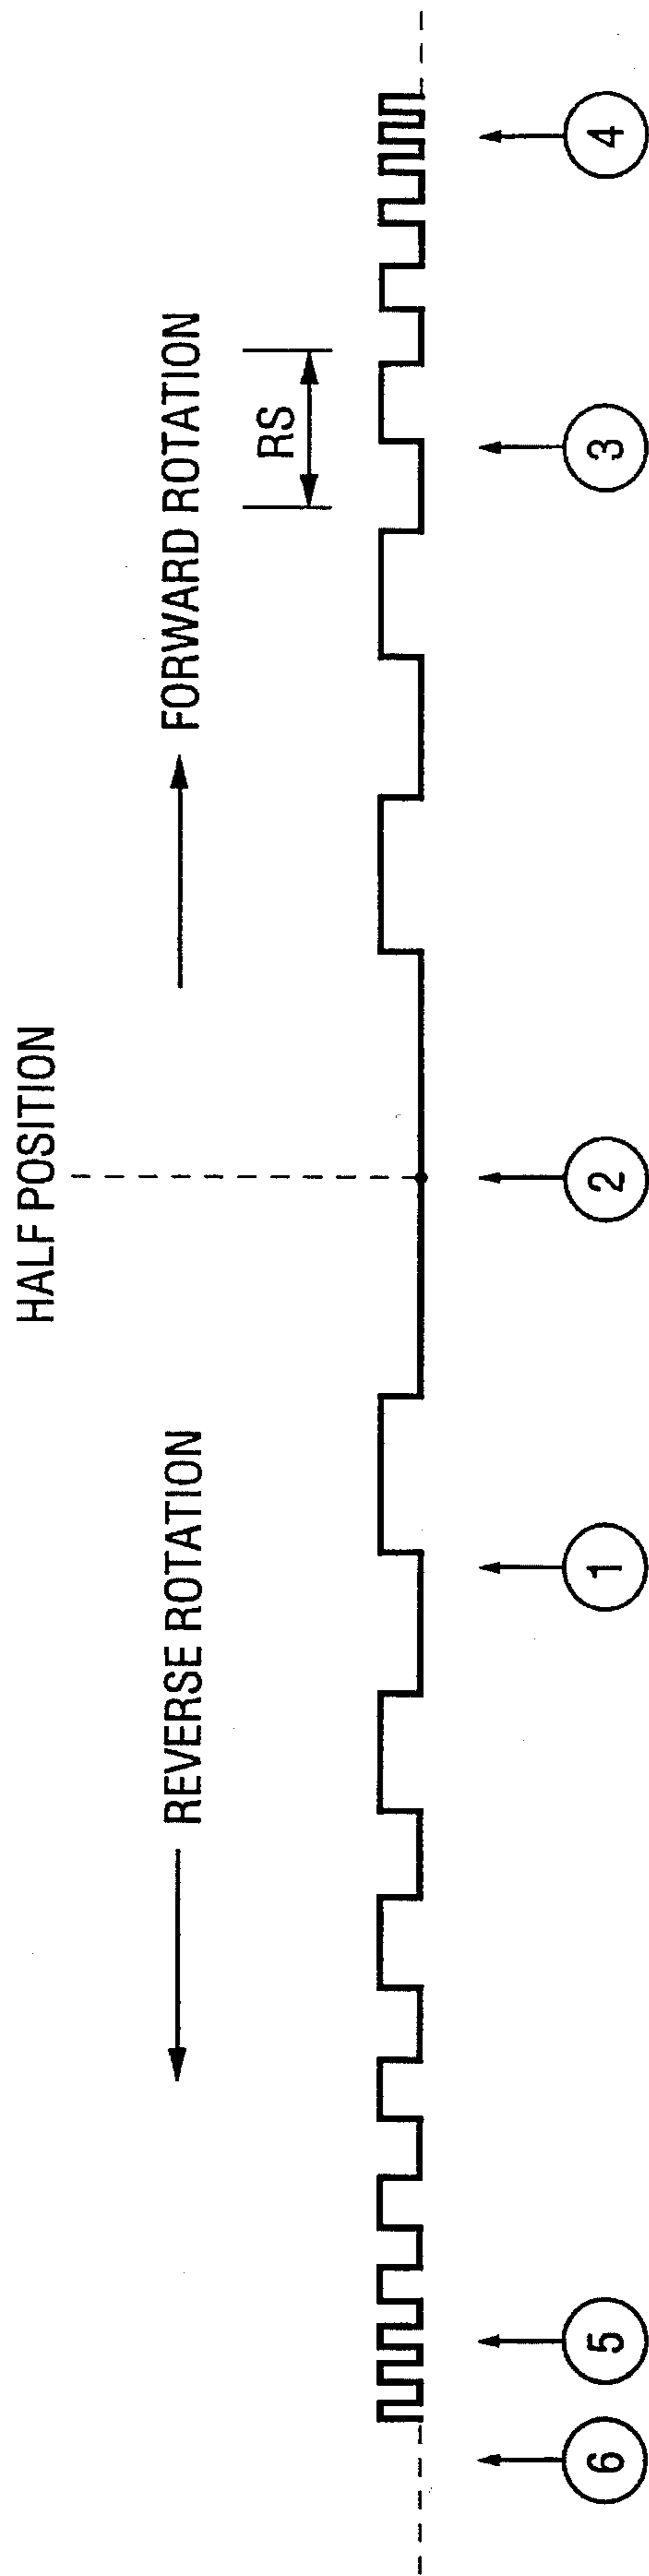 HALF POSITION
REVERSE ROTATION
FORWARD ROTATION
RS
6
5
1
2
3
4